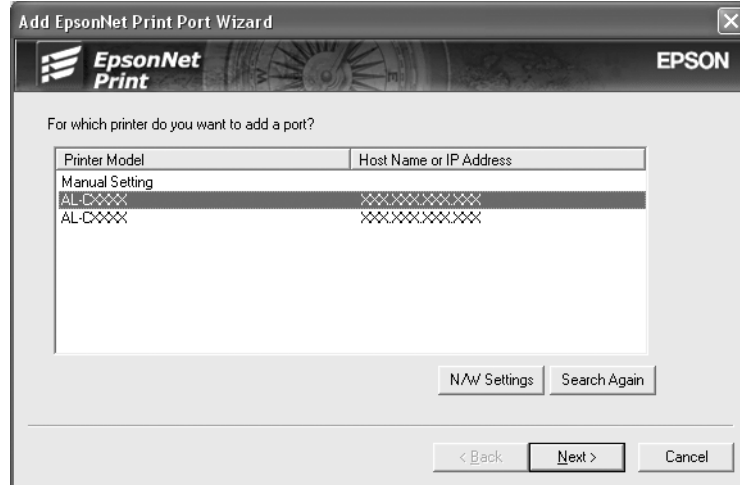 Add EpsonNet Print Port Wizard
EpsonNet
Print
EPSON
For which printer do you want to add a port?
Printer Model Host Name or IP Address
Manual Setting
AL-CXXXX XXX.XXX.XXX.XXX
AL-CXXXX XXX.XXX.XXX.XXX
N/W Settings Search Again
< Back Next > Cancel